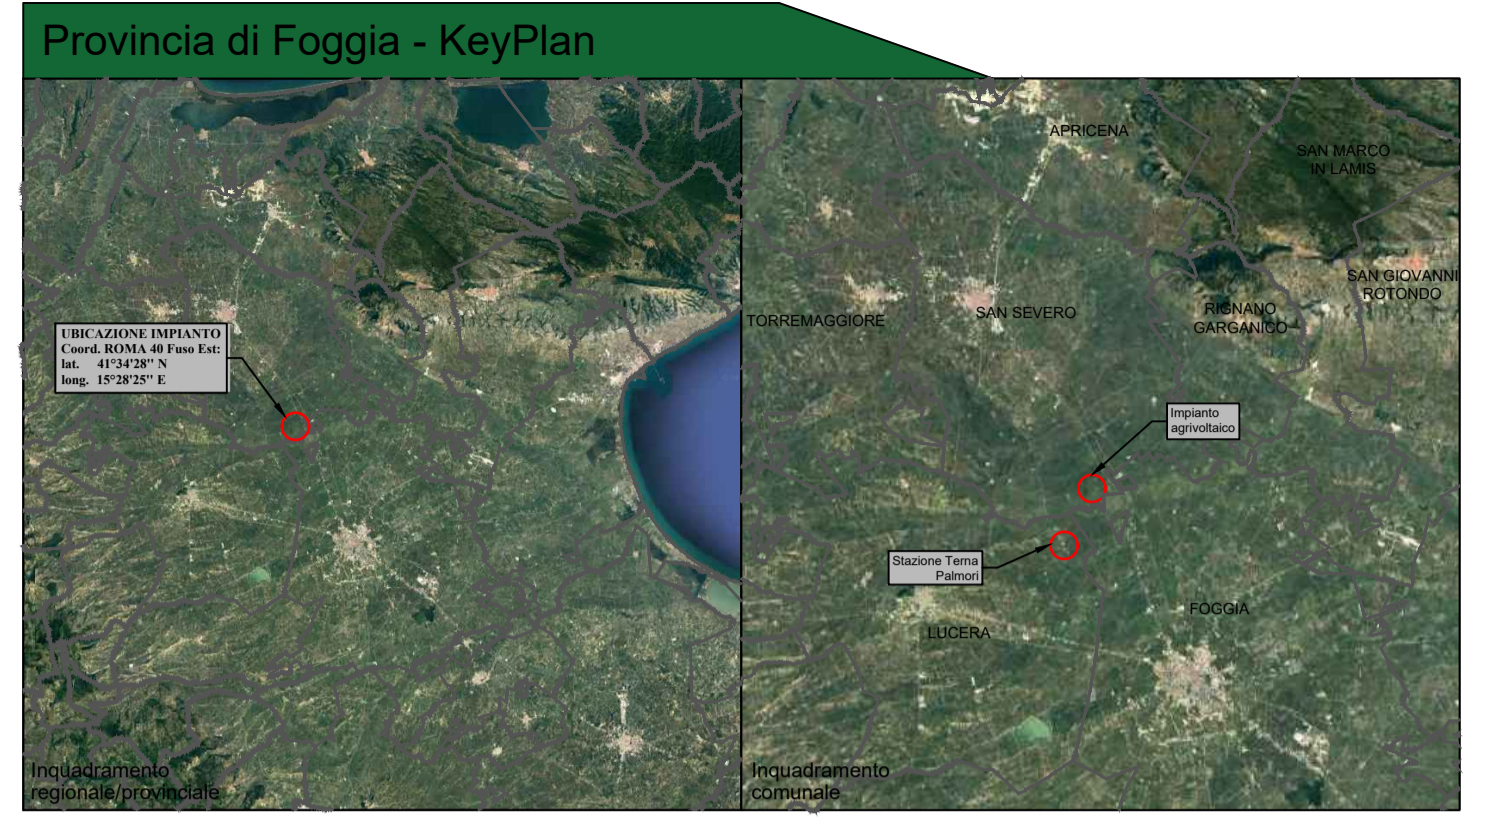 Provincia di Foggia - KeyPlan
UBICAZIONE IMPIANTO
Coord. ROMA 40 Fuso Est:
lat. 41°34'28'' N
long. 15°28'25'' E
Inquadramento
regionale/provinciale
APRICENA
SAN MARCO
IN LAMIS
SAN GIOVANNI
ROTONDO
TORREMAGGIORE
SAN SEVERO
RIGNANO
GARGANICO
Impianto
agrivoltaico
Stazione Terna
Palmori
FOGGIA
LUCERA
Inquadramento
comunale